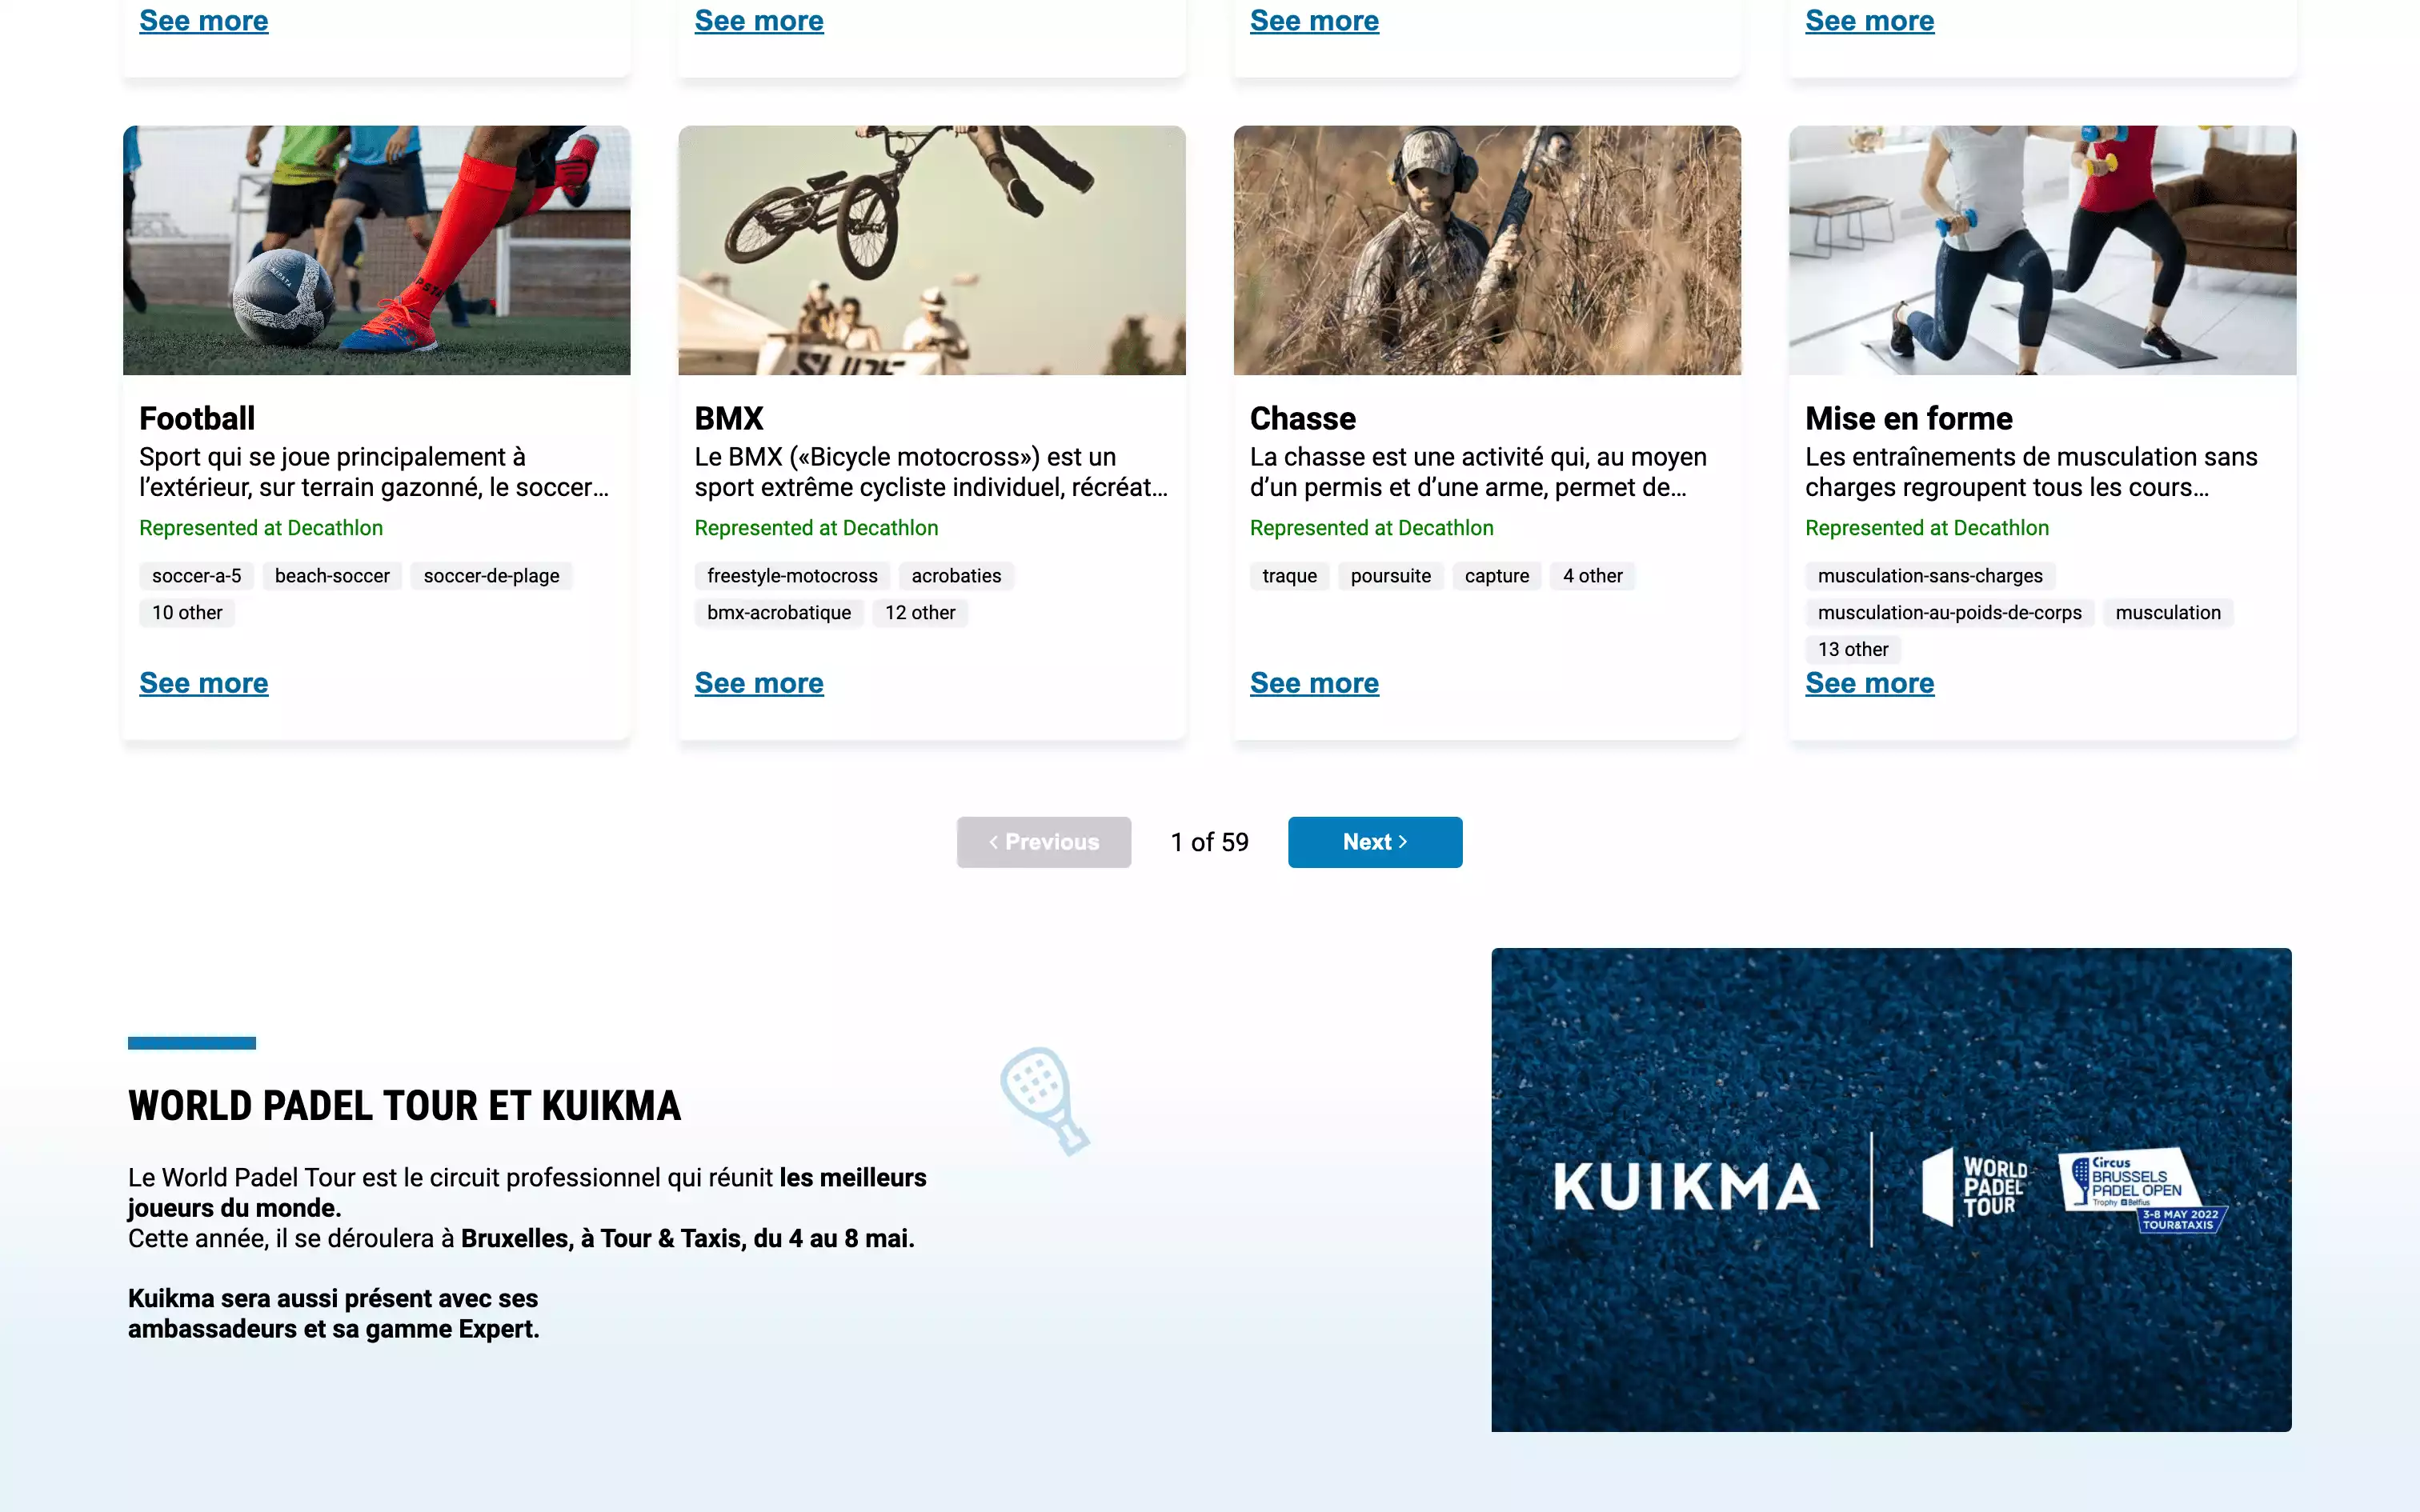 See more
See more
See more
See more
KIPSTA
SLIDE
Football
Sport qui se joue principalement à
l’extérieur, sur terrain gazonné, le soccer…
Represented at Decathlon
soccer-a-5
beach-soccer
soccer-de-plage
10 other
See more
BMX
Le BMX («Bicycle motocross») est un
sport extrême cycliste individuel, récréat…
Represented at Decathlon
freestyle-motocross
acrobaties
bmx-acrobatique
12 other
See more
Chasse
La chasse est une activité qui, au moyen
d’un permis et d’une arme, permet de…
Represented at Decathlon
traque
poursuite
capture
4 other
See more
Mise en forme
Les entraînements de musculation sans
charges regroupent tous les cours…
Represented at Decathlon
musculation-sans-charges
musculation-au-poids-de-corps
musculation
13 other
See more
‹ Previous
1 of 59
Next ›
WORLD PADEL TOUR ET KUIKMA
Le World Padel Tour est le circuit professionnel qui réunit les meilleurs
joueurs du monde.
Cette année, il se déroulera à Bruxelles, à Tour & Taxis, du 4 au 8 mai.
Kuikma sera aussi présent avec ses
ambassadeurs et sa gamme Expert.
KUIKMA
WORLD
PADEL
TOUR
Circus
BRUSSELS
PADEL OPEN
Trophy Belfius
3-8 MAY 2022
TOUR&TAXIS